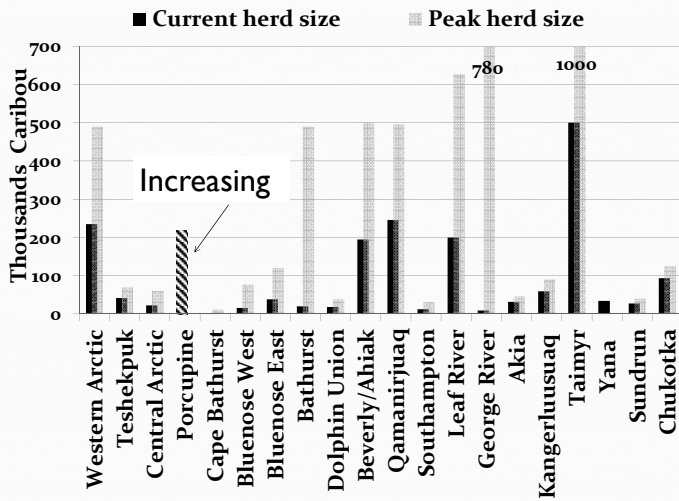 Current herd size
Peak herd size
Thousands Caribou
700
600
500
400
300
200
100
0
780
1000
Increasing
Western Arctic
Teshekpuk
Central Arctic
Porcupine
Cape Bathurst
Bluenose West
Bluenose East
Bathurst
Dolphin Union
Beverly/Ahiak
Qamanirjuaq
Southampton
Leaf River
George River
Akia
Kangerluusuaq
Taimyr
Yana
Sundrun
Chukotka